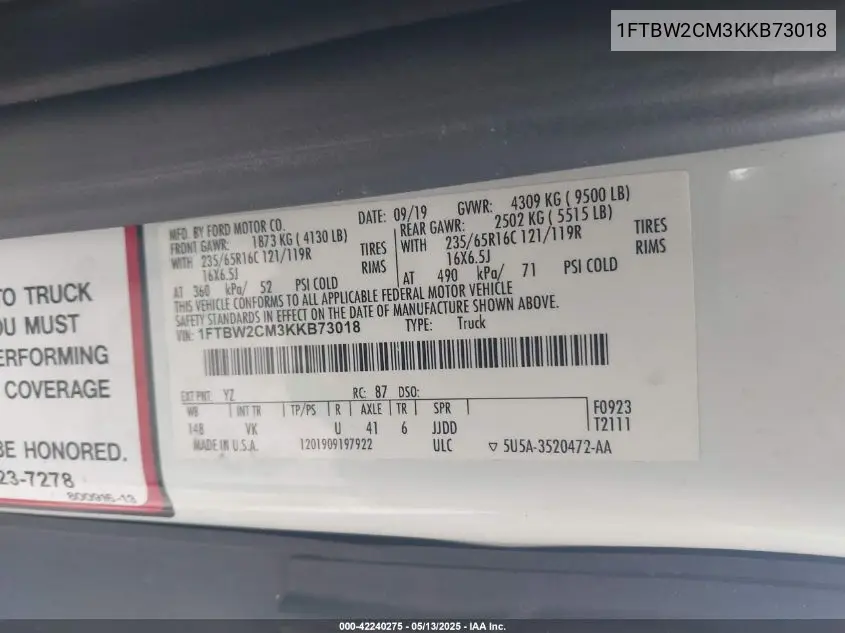 1FTBW2CM3KKB73018
MFD. BY FORD MOTOR CO.
DATE: 09/19 GVWR: 4309 KG ( 9500 LB)
FRONT GAWR: 1873 KG ( 4130 LB)
WITH 235/65R16C 121/119R TIRES
16X6.5J RIMS
AT 360 kPa/ 52 PSI COLD
REAR GAWR: 2502 KG ( 5515 LB)
WITH 235/65R16C 121/119R TIRES
16X6.5J RIMS
AT 490 kPa/ 71 PSI COLD
THIS VEHICLE CONFORMS TO ALL APPLICABLE FEDERAL MOTOR VEHICLE
SAFETY STANDARDS IN EFFECT ON THE DATE OF MANUFACTURE SHOWN ABOVE.
VIN: 1FTBW2CM3KKB73018 TYPE: Truck
EXT PNT: YZ RC: 87 DSO:
WB INT TR TP/PS R AXLE TR SPR
148 VK U 41 6 JJDD
F0923
T2111
MADE IN U.S.A. 1201909197922 ULC ▽ 5U5A-3520472-AA
TO TRUCK
OU MUST
ERFORMING
COVERAGE
BE HONORED.
23-7278
800916-13
000-42240275 - 05/13/2025 - IAA Inc.